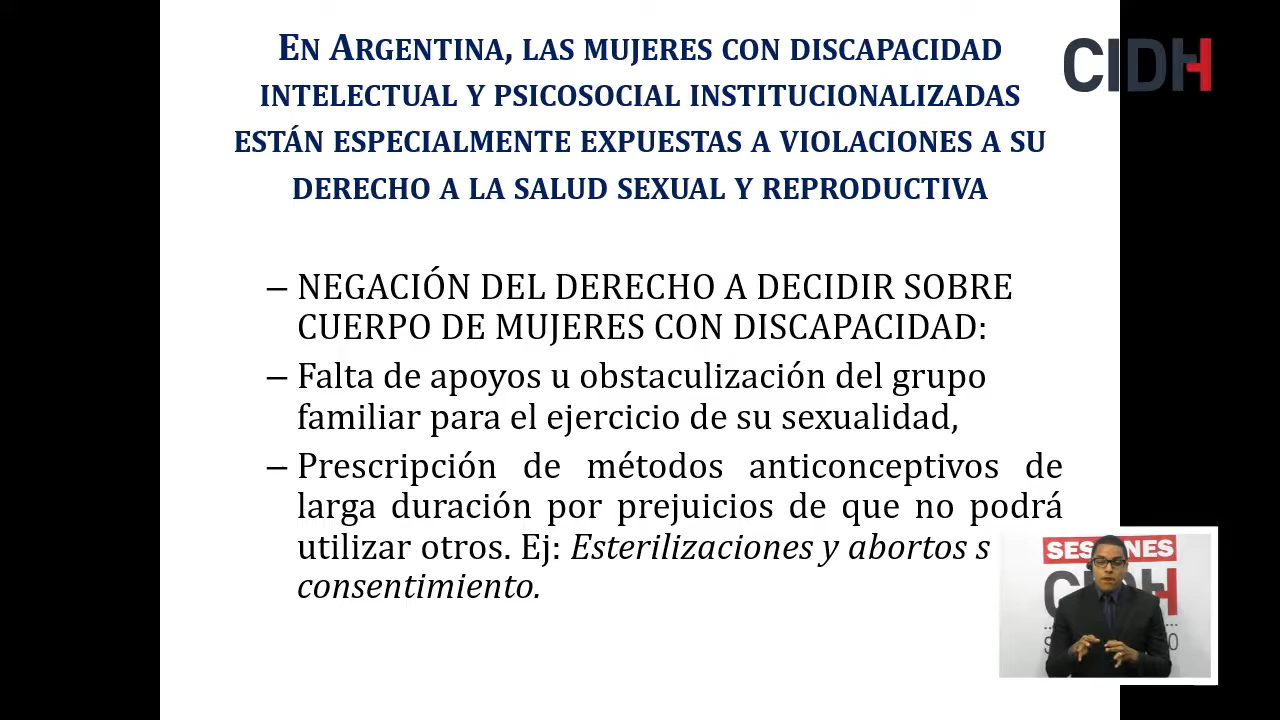 EN ARGENTINA, LAS MUJERES CON DISCAPACIDAD
INTELECTUAL Y PSICOSOCIAL INSTITUCIONALIZADAS
ESTÁN ESPECIALMENTE EXPUESTAS A VIOLACIONES A SU
DERECHO A LA SALUD SEXUAL Y REPRODUCTIVA
CIDH
– NEGACIÓN DEL DERECHO A DECIDIR SOBRE
CUERPO DE MUJERES CON DISCAPACIDAD:
– Falta de apoyos u obstaculización del grupo
familiar para el ejercicio de su sexualidad,
– Prescripción de métodos anticonceptivos de
larga duración por prejuicios de que no podrá
utilizar otros. Ej: Esterilizaciones y abortos s
consentimiento.